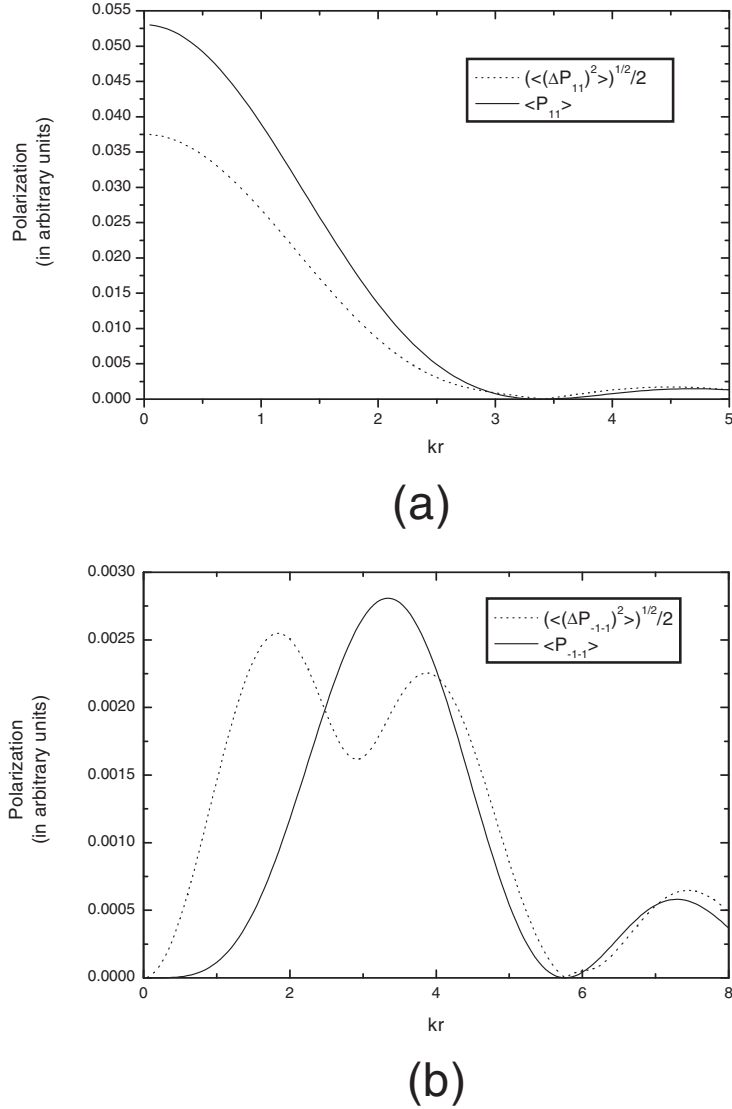 0.055
0.050
0.045
0.040
0.035
0.030
0.025
0.020
0.015
0.010
0.005
0.000
Polarization
(in arbitrary units)
(<(ΔP₁₁)²>)^1/2/2
<P₁₁>
0 1 2 3 4 5
kr
(a)
0.0030
0.0025
0.0020
0.0015
0.0010
0.0005
0.0000
Polarization
(in arbitrary units)
(<(ΔP₋₁₋₁)²>)^1/2/2
<P₋₁₋₁>
0 2 4 6 8
kr
(b)